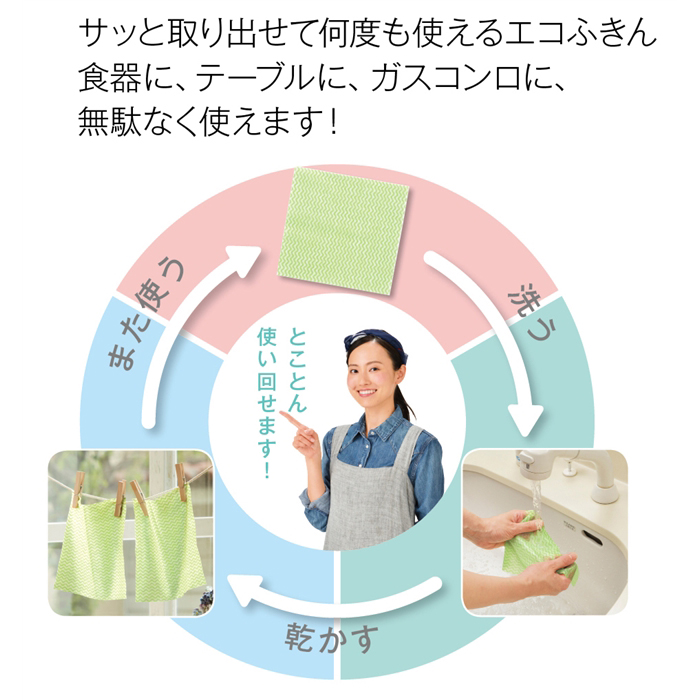 サッと取り出せて何度も使えるエコふきん
食器に、テーブルに、ガスコンロに、
無駄なく使えます!
洗う
乾かす
また使う
とことん
使い回せます!